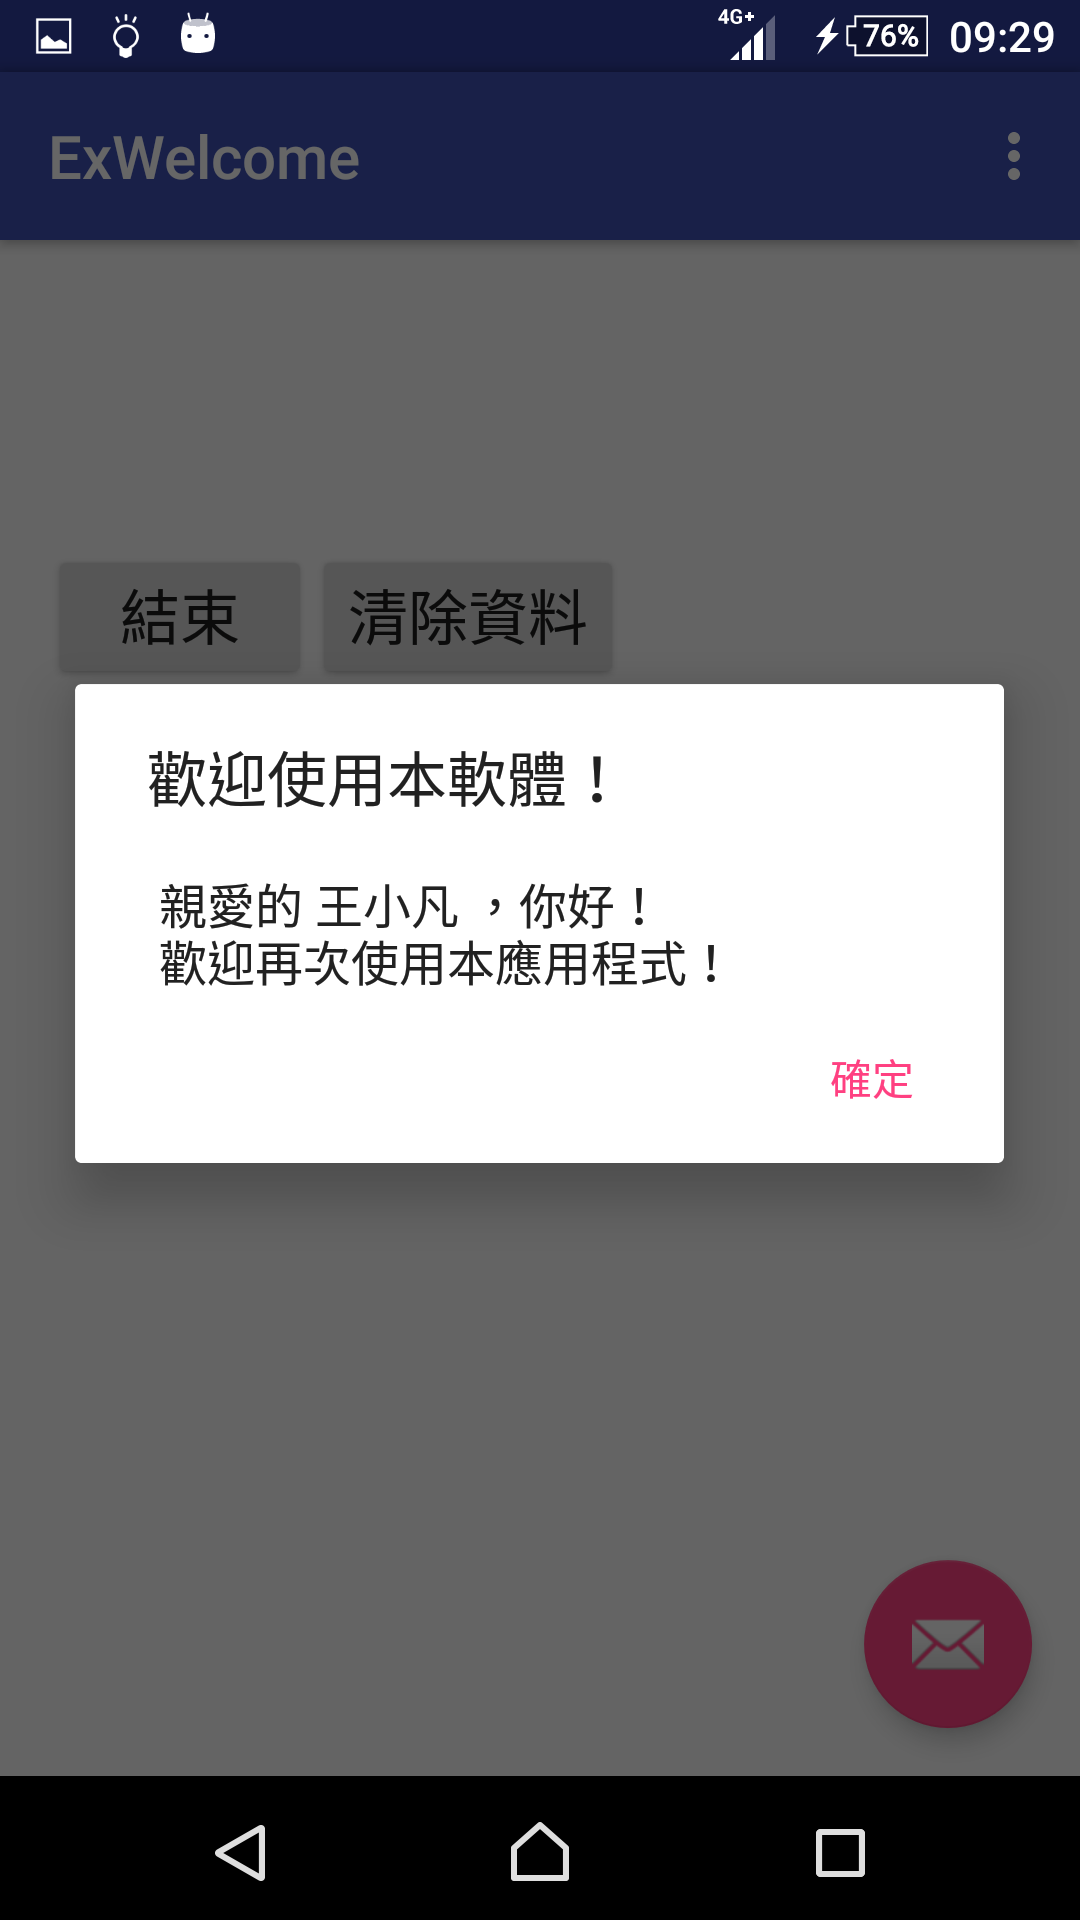 4G+ 76% 09:29
ExWelcome
結束 清除資料
歡迎使用本軟體！
親愛的 王小凡 ，你好！
歡迎再次使用本應用程式！
確定